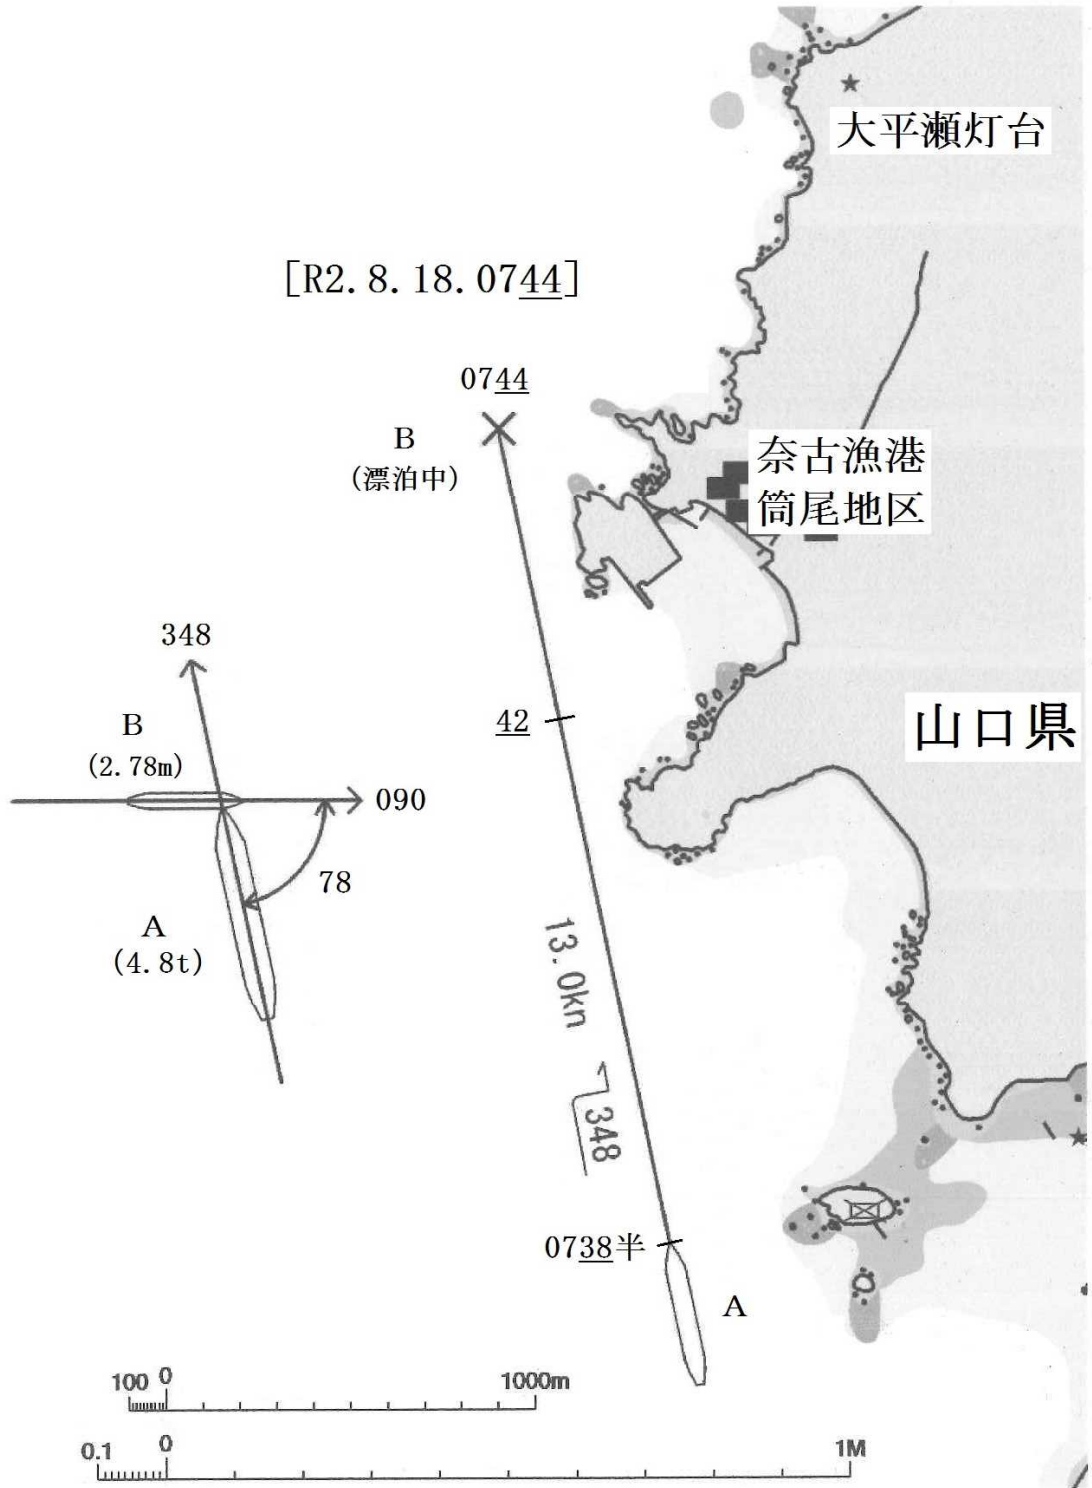 大平瀬灯台
[R2.8.18.0744]
0744
B
(漂泊中)
奈古漁港
筒尾地区
348
B
(2.78m)
090
78
A
(4.8t)
42
山口県
13.0kn
348
0738半
A
100 0 1000m
0.1 0 1M